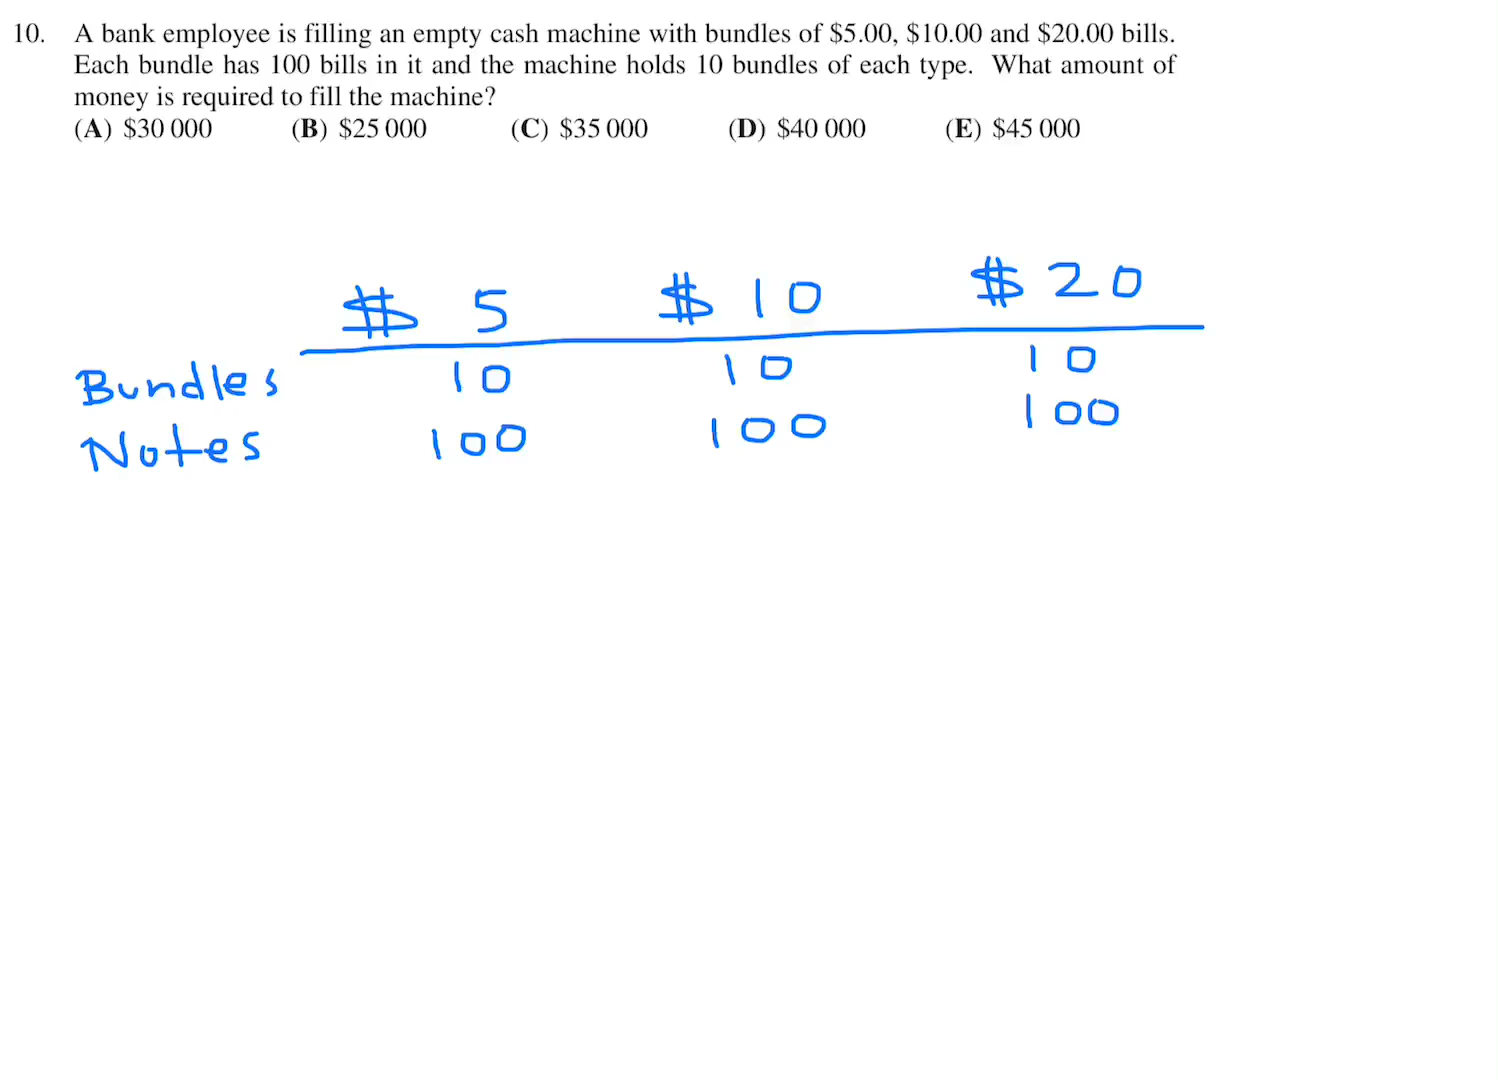 10. A bank employee is filling an empty cash machine with bundles of $5.00, $10.00 and $20.00 bills.
Each bundle has 100 bills in it and the machine holds 10 bundles of each type. What amount of
money is required to fill the machine?
(A) $30 000 (B) $25 000 (C) $35 000 (D) $40 000 (E) $45 000
$ 5 $ 10 $ 20
Bundles 10 10 10
Notes 100 100 100